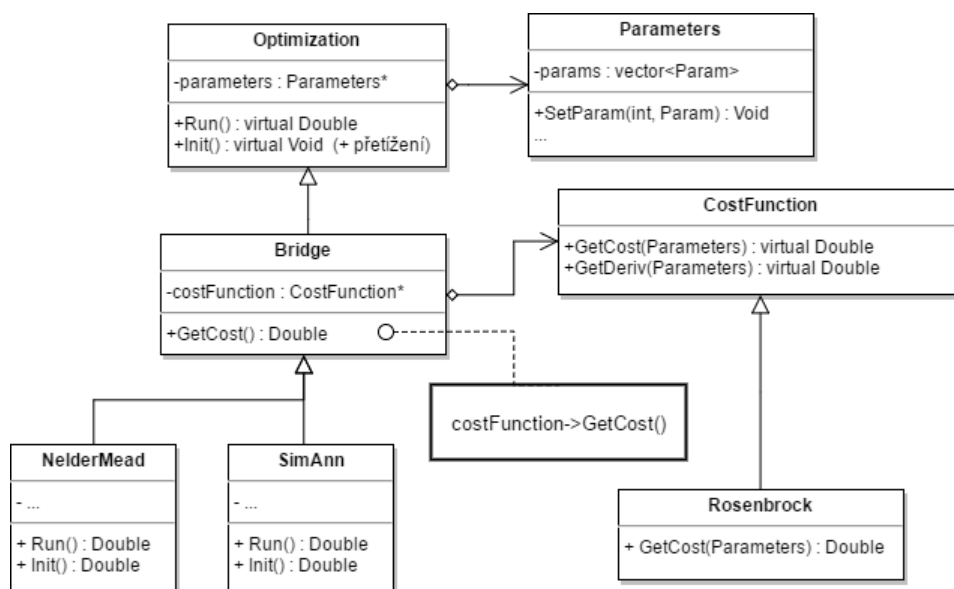 Optimization
-parameters : Parameters*
+Run() : virtual Double
+Init() : virtual Void (+ přetížení)
Parameters
-params : vector<Param>
+SetParam(int, Param) : Void
...
Bridge
-costFunction : CostFunction*
+GetCost() : Double
CostFunction
+GetCost(Parameters) : virtual Double
+GetDeriv(Parameters) : virtual Double
costFunction->GetCost()
NelderMead
- ...
+ Run() : Double
+ Init() : Double
SimAnn
- ...
+ Run() : Double
+ Init() : Double
Rosenbrock
+ GetCost(Parameters) : Double